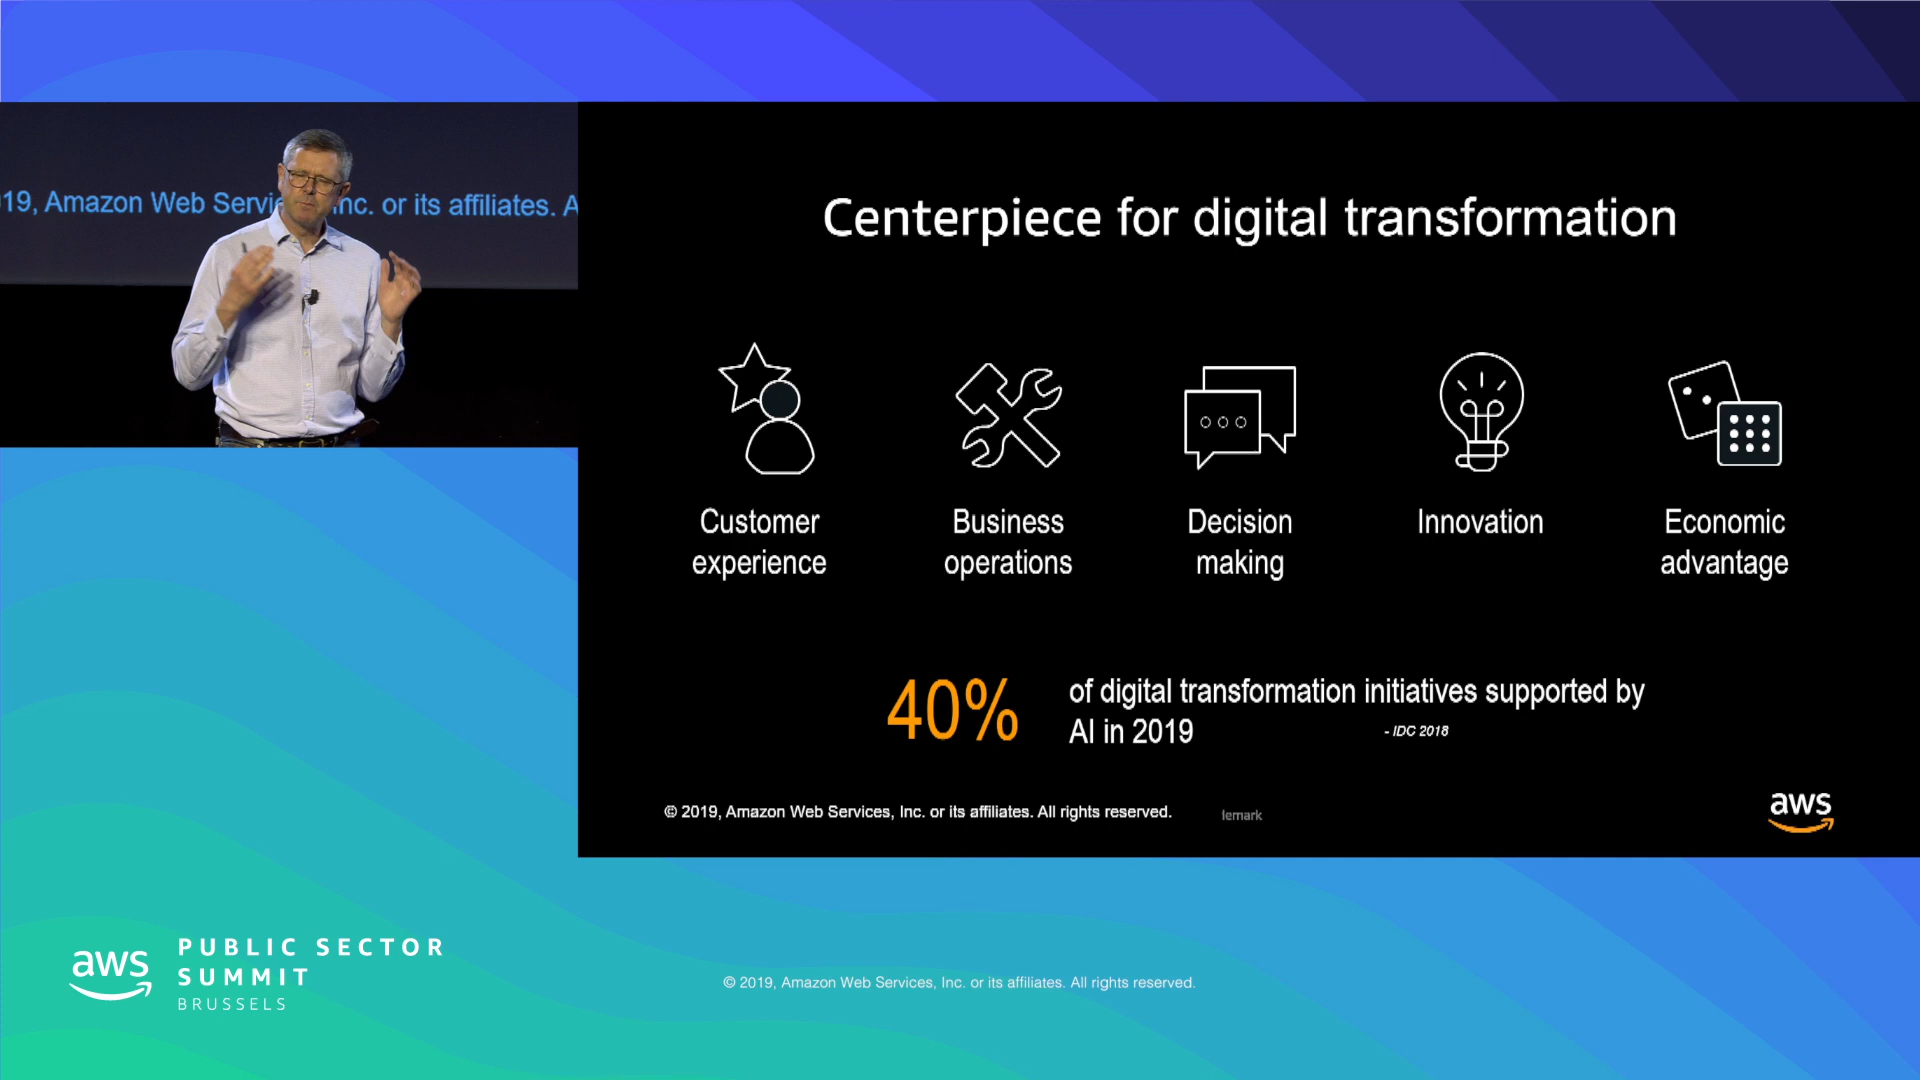 19, Amazon Web Servic Inc. or its affiliates. A
Centerpiece for digital transformation
Customer
experience
Business
operations
Decision
making
Innovation
Economic
advantage
40%
of digital transformation initiatives supported by
AI in 2019
- IDC 2018
© 2019, Amazon Web Services, Inc. or its affiliates. All rights reserved.
lemark
aws
aws
PUBLIC SECTOR
SUMMIT
BRUSSELS
© 2019, Amazon Web Services, Inc. or its affiliates. All rights reserved.